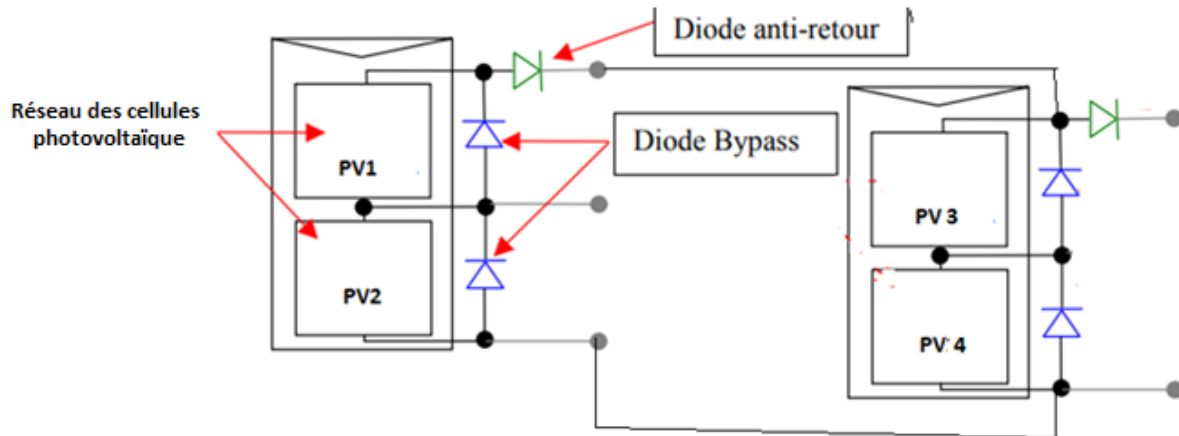 Diode anti-retour
Réseau des cellules
photovoltaïque
Diode Bypass
PV1
PV2
PV 3
PV 4